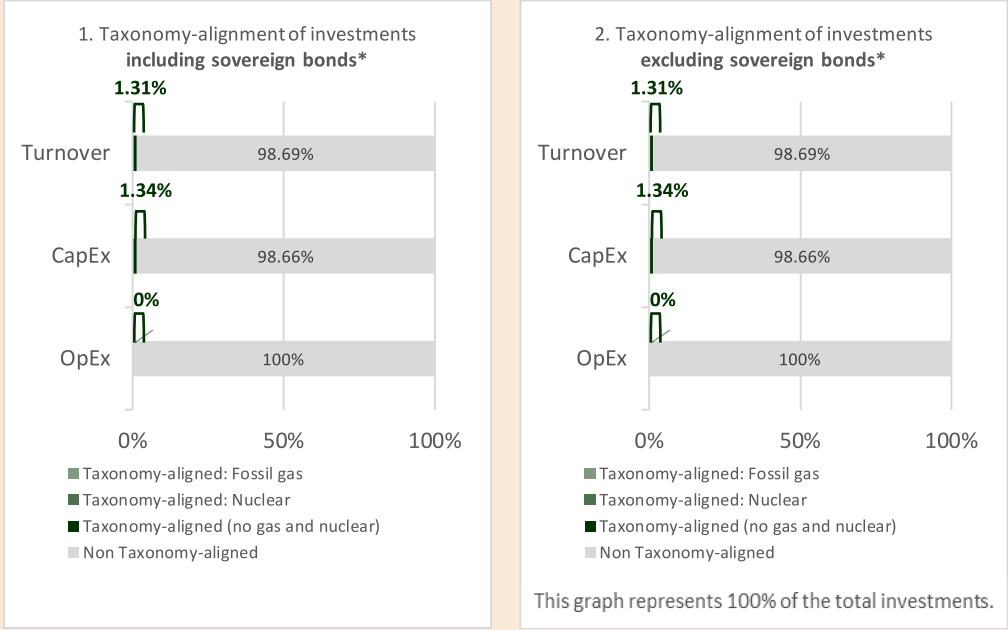 1. Taxonomy-alignment of investments
including sovereign bonds*
1.31%
Turnover
98.69%
1.34%
CapEx
98.66%
0%
OpEx
100%
0% 50% 100%
Taxonomy-aligned: Fossil gas
Taxonomy-aligned: Nuclear
Taxonomy-aligned (no gas and nuclear)
Non Taxonomy-aligned
2. Taxonomy-alignment of investments
excluding sovereign bonds*
1.31%
Turnover
98.69%
1.34%
CapEx
98.66%
0%
OpEx
100%
0% 50% 100%
Taxonomy-aligned: Fossil gas
Taxonomy-aligned: Nuclear
Taxonomy-aligned (no gas and nuclear)
Non Taxonomy-aligned
This graph represents 100% of the total investments.